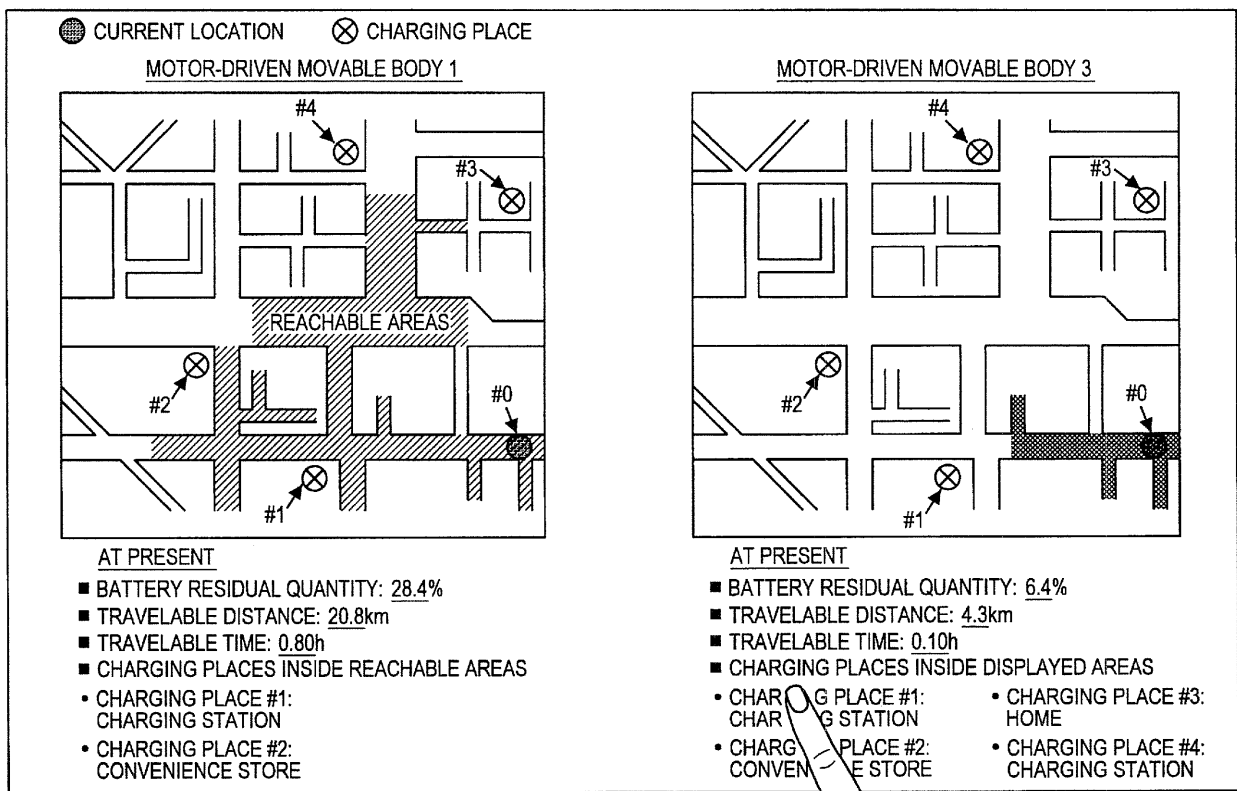 CURRENT LOCATION
CHARGING PLACE
MOTOR-DRIVEN MOVABLE BODY 1
#4
#3
REACHABLE AREAS
#2
#0
#1
AT PRESENT
■ BATTERY RESIDUAL QUANTITY: 28.4%
■ TRAVELABLE DISTANCE: 20.8km
■ TRAVELABLE TIME: 0.80h
■ CHARGING PLACES INSIDE REACHABLE AREAS
• CHARGING PLACE #1:
CHARGING STATION
• CHARGING PLACE #2:
CONVENIENCE STORE
MOTOR-DRIVEN MOVABLE BODY 3
#4
#3
#2
#0
#1
AT PRESENT
■ BATTERY RESIDUAL QUANTITY: 6.4%
■ TRAVELABLE DISTANCE: 4.3km
■ TRAVELABLE TIME: 0.10h
■ CHARGING PLACES INSIDE DISPLAYED AREAS
• CHAR G PLACE #1:
CHAR G STATION
• CHARG PLACE #2:
CONVEN E STORE
• CHARGING PLACE #3:
HOME
• CHARGING PLACE #4:
CHARGING STATION